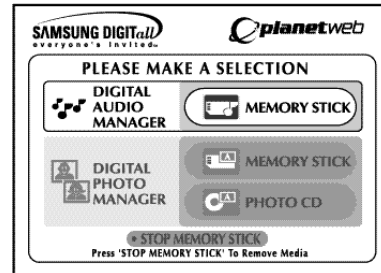 SAMSUNG DIGITall
everyone's invited™
planetweb
PLEASE MAKE A SELECTION
DIGITAL
AUDIO
MANAGER
MEMORY STICK
DIGITAL
PHOTO
MANAGER
MEMORY STICK
PHOTO CD
• STOP MEMORY STICK
Press 'STOP MEMORY STICK' To Remove Media